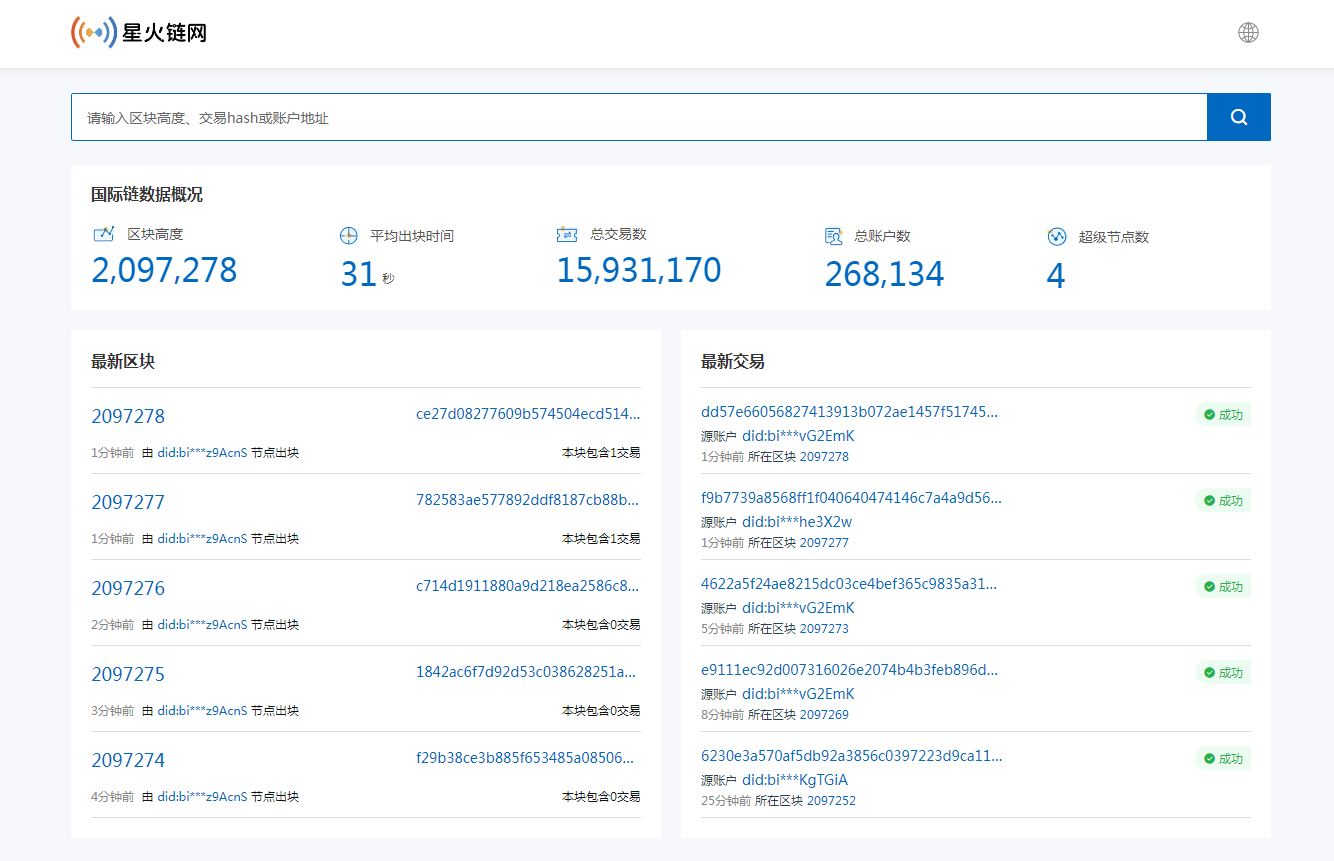 星火链网
请输入区块高度、交易hash或账户地址
国际链数据概况
区块高度
2,097,278
平均出块时间
31 秒
总交易数
15,931,170
总账户数
268,134
超级节点数
4
最新区块
2097278 ce27d08277609b574504ecd514...
1分钟前 由 did:bi***z9AcnS 节点出块 本块包含1交易
2097277 782583ae577892ddf8187cb88b...
1分钟前 由 did:bi***z9AcnS 节点出块 本块包含1交易
2097276 c714d1911880a9d218ea2586c8...
2分钟前 由 did:bi***z9AcnS 节点出块 本块包含0交易
2097275 1842ac6f7d92d53c038628251a...
3分钟前 由 did:bi***z9AcnS 节点出块 本块包含0交易
2097274 f29b38ce3b885f653485a08506...
4分钟前 由 did:bi***z9AcnS 节点出块 本块包含0交易
最新交易
dd57e66056827413913b072ae1457f51745... 成功
源账户 did:bi***vG2EmK
1分钟前 所在区块 2097278
f9b7739a8568ff1f040640474146c7a4a9d56... 成功
源账户 did:bi***he3X2w
1分钟前 所在区块 2097277
4622a5f24ae8215dc03ce4bef365c9835a31... 成功
源账户 did:bi***vG2EmK
5分钟前 所在区块 2097273
e9111ec92d007316026e2074b4b3feb896d... 成功
源账户 did:bi***vG2EmK
8分钟前 所在区块 2097269
6230e3a570af5db92a3856c0397223d9ca11... 成功
源账户 did:bi***KgTGiA
25分钟前 所在区块 2097252